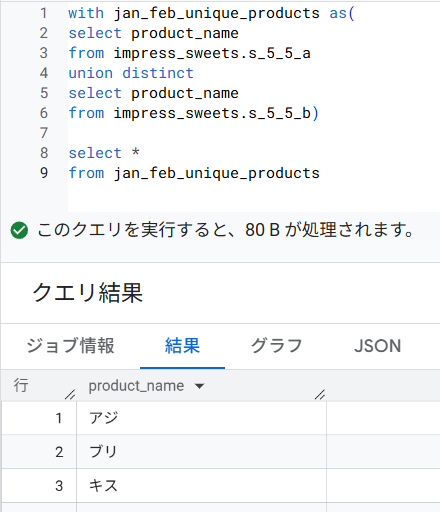 1 with jan_feb_unique_products as(
2 select product_name
3 from impress_sweets.s_5_5_a
4 union distinct
5 select product_name
6 from impress_sweets.s_5_5_b)
7
8 select *
9 from jan_feb_unique_products
このクエリを実行すると、80 B が処理されます。
クエリ結果
ジョブ情報 結果 グラフ JSON
行 product_name
1 アジ
2 ブリ
3 キス